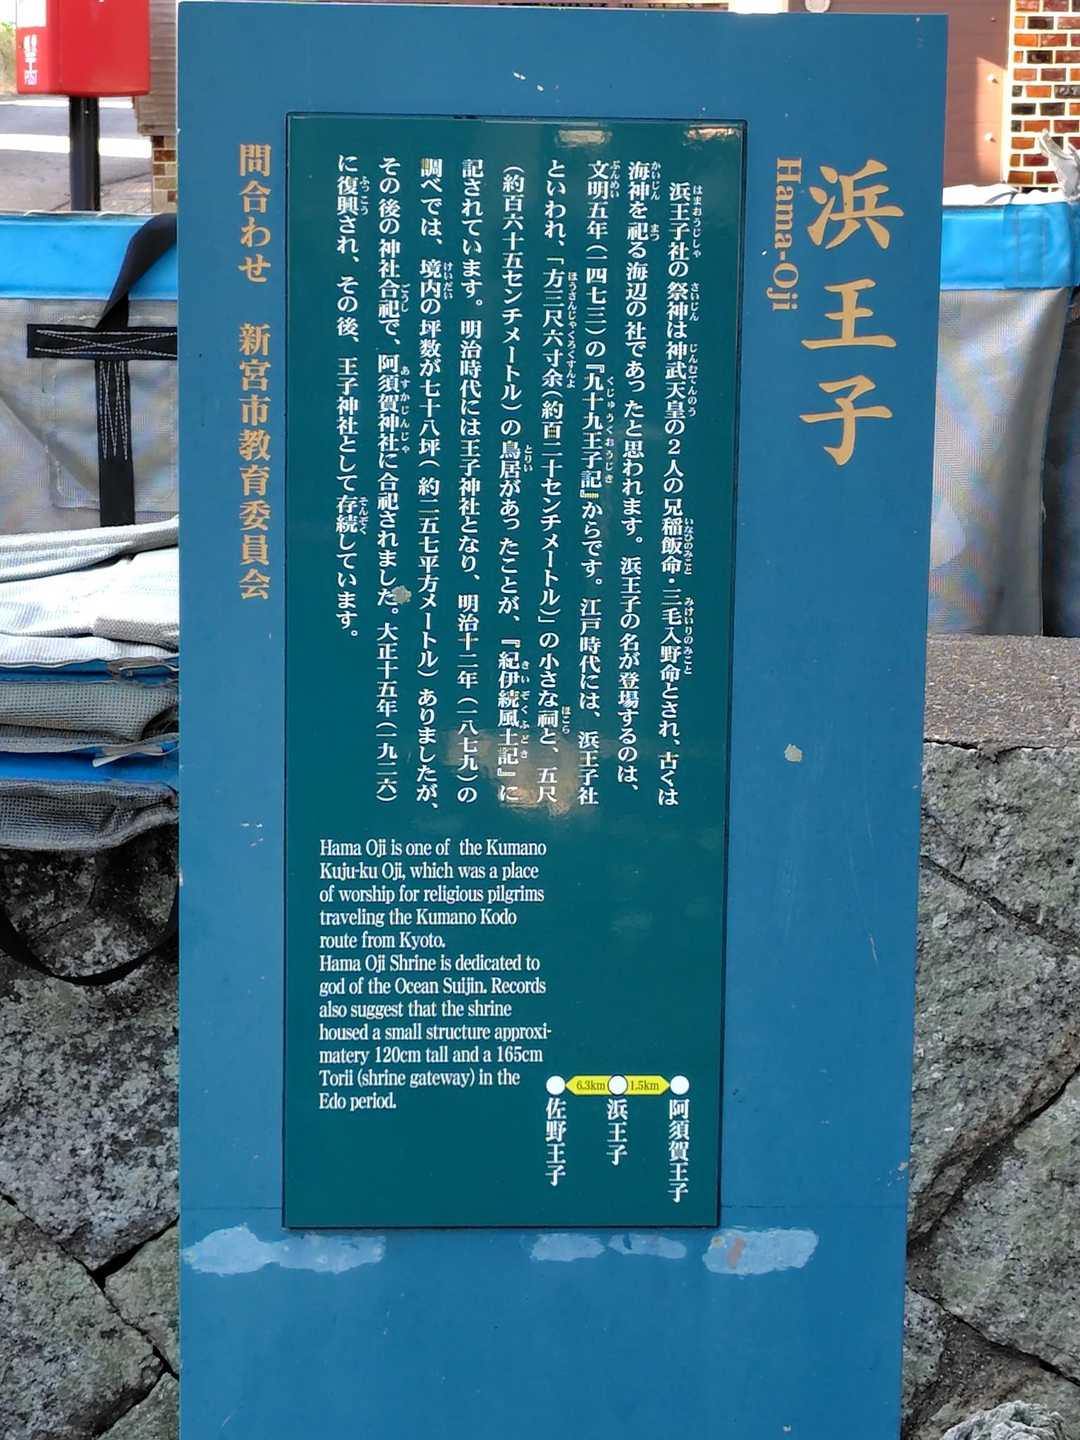 浜王子
Hama-Oji
浜王子社の祭神は神武天皇の2人の兄稲飯命・三毛入野命とされ、古くは
海神を祀る海辺の社であったと思われます。浜王子の名が登場するのは、
文明五年(一四七三)の『九十九王子記』からです。江戸時代には、浜王子社
といわれ、「方三尺六寸余(約百二十センチメートル)」の小さな祠と、五尺
(約百六十五センチメートル)の鳥居があったことが、『紀伊続風土記』に
記されています。明治時代には王子神社となり、明治十二年(一八七九)の
調べでは、境内の坪数が七十八坪(約二五七平方メートル)ありましたが、
その後の神社合祀で、阿須賀神社に合祀されました。大正十五年(一九二六)
に復興され、その後、王子神社として存続しています。
Hama Oji is one of the Kumano
Kuju-ku Oji, which was a place
of worship for religious pilgrims
traveling the Kumano Kodo
route from Kyoto.
Hama Oji Shrine is dedicated to
god of the Ocean Suijin. Records
also suggest that the shrine
housed a small structure approxi-
matery 120cm tall and a 165cm
Torii (shrine gateway) in the
Edo period.
6.3km 1.5km
阿須賀王子
浜王子
佐野王子
問合わせ 新宮市教育委員会
POST